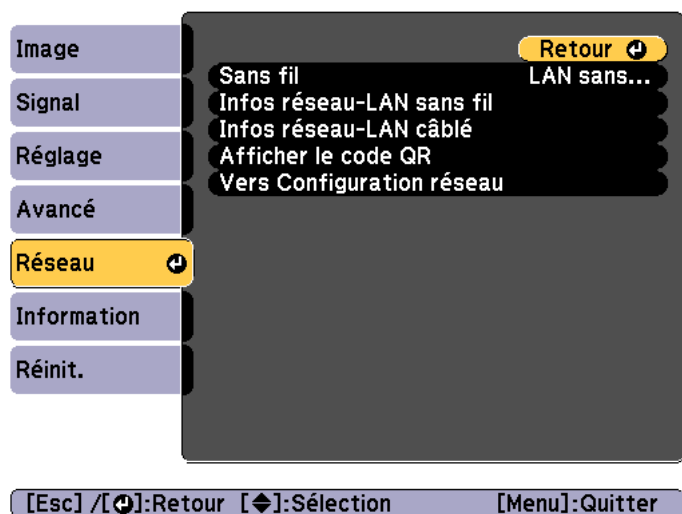 Image
Signal
Réglage
Avancé
Réseau
Information
Réinit.
Retour
Sans fil LAN sans...
Infos réseau-LAN sans fil
Infos réseau-LAN câblé
Afficher le code QR
Vers Configuration réseau
[Esc] /[⏎]:Retour [◆]:Sélection [Menu]:Quitter